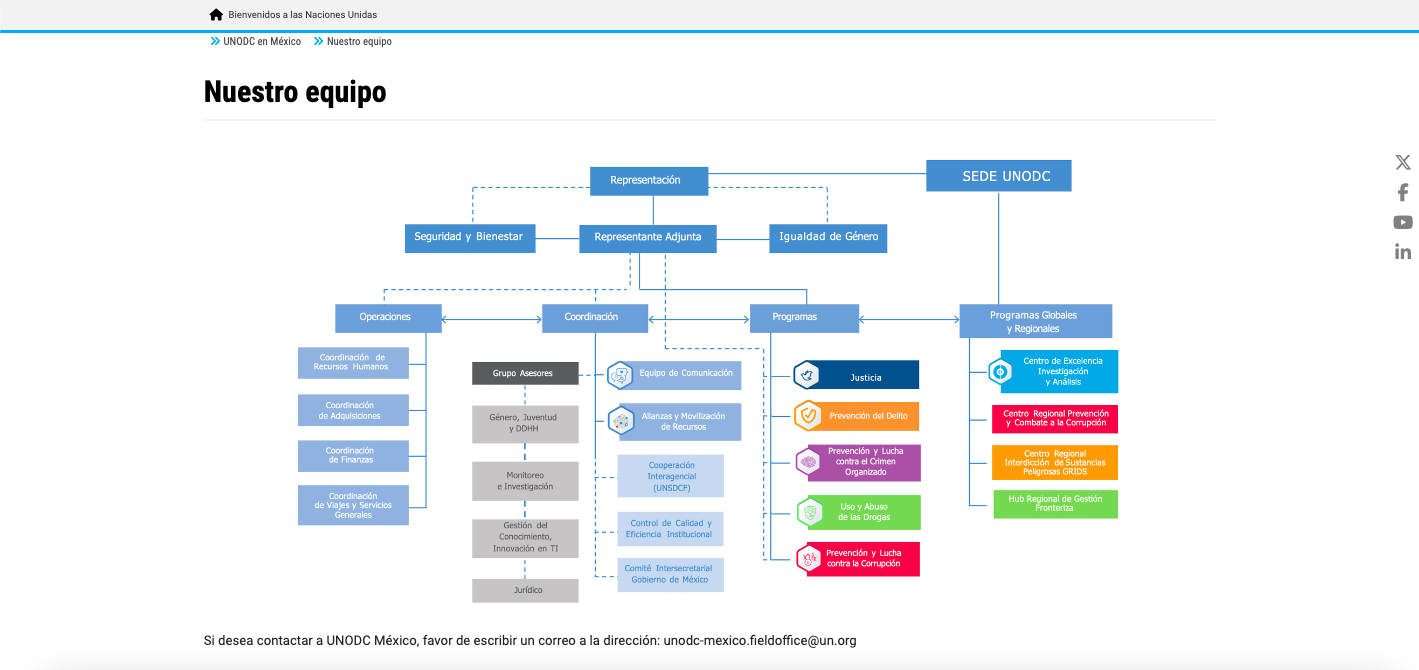 Bienvenidos a las Naciones Unidas
UNODC en México
Nuestro equipo
Nuestro equipo
Representación
SEDE UNODC
Seguridad y Bienestar
Representante Adjunta
Igualdad de Género
Operaciones
Coordinación
Programas
Programas Globales
y Regionales
Coordinación de
Recursos Humanos
Coordinación
de Adquisiciones
Coordinación
de Finanzas
Coordinación
de Viajes y Servicios
Generales
Grupo Asesores
Género, Juventud
y DDHH
Monitoreo
e Investigación
Gestión del
Conocimiento,
Innovación en TI
Jurídico
Equipo de Comunicación
Alianzas y Movilización
de Recursos
Cooperación
Interagencial
(UNSDCF)
Control de Calidad y
Eficiencia Institucional
Comité Intersecretarial
Gobierno de México
Justicia
Prevención del Delito
Prevención y Lucha
contra el Crimen
Organizado
Uso y Abuso
de las Drogas
Prevención y Lucha
contra la Corrupción
Centro de Excelencia
Investigación
y Análisis
Centro Regional Prevención
y Combate a la Corrupción
Centro Regional
Interdicción de Sustancias
Peligrosas GRIDS
Hub Regional de Gestión
Fronteriza
Si desea contactar a UNODC México, favor de escribir un correo a la dirección: unodc-mexico.fieldoffice@un.org